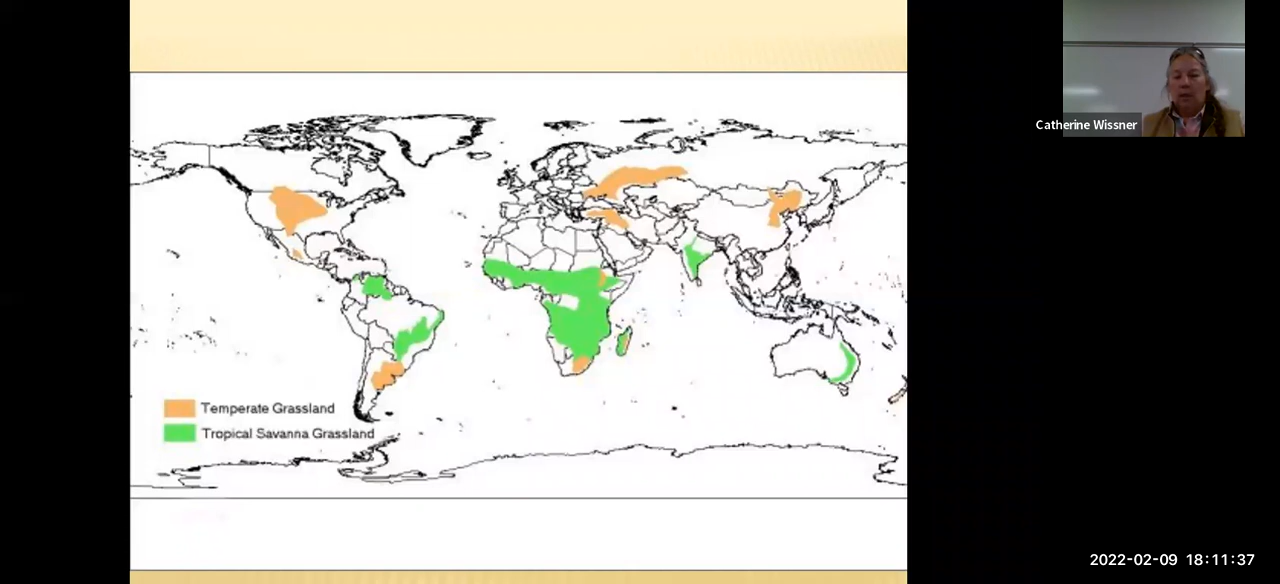 Catherine Wissner
Temperate Grassland
Tropical Savanna Grassland
2022-02-09 18:11:37